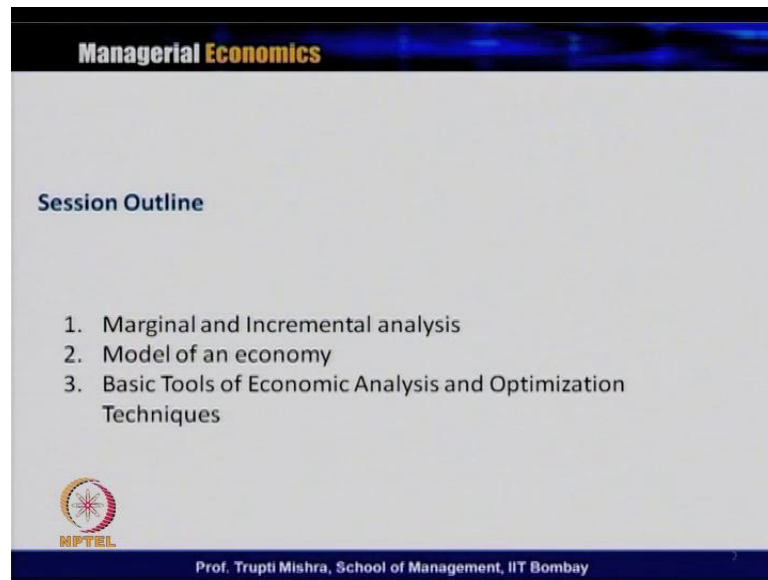 Managerial Economics
Session Outline
1. Marginal and Incremental analysis
2. Model of an economy
3. Basic Tools of Economic Analysis and Optimization
Techniques
NPTEL
Prof. Trupti Mishra, School of Management, IIT Bombay